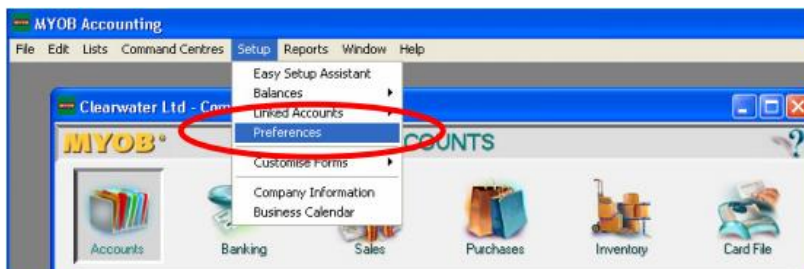 MYOB Accounting
File Edit Lists Command Centres Setup Reports Window Help
Easy Setup Assistant
Balances
Clearwater Ltd - Com
Linked Accounts
Preferences
MYOB
COUNTS
?
Customise Forms
Company Information
Business Calendar
Accounts Banking Sales Purchases Inventory Card File